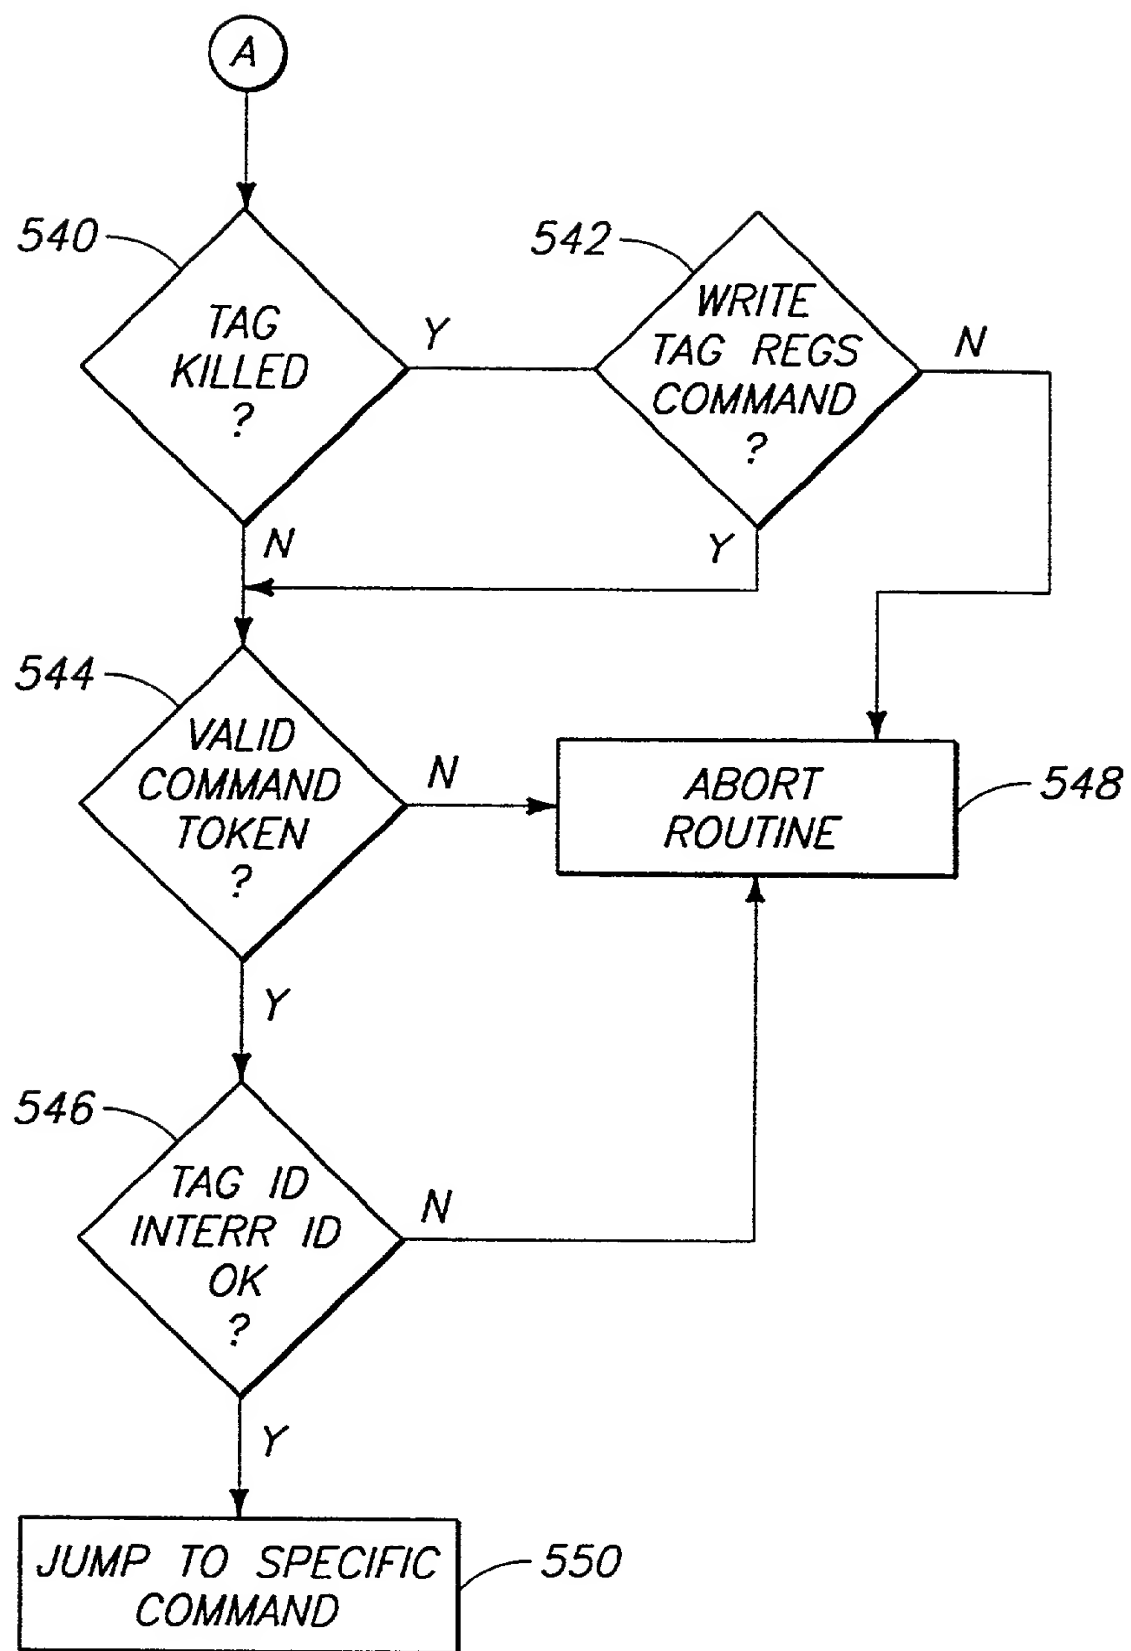 A
540
TAG
KILLED
?
Y
N
542
WRITE
TAG REGS
COMMAND
?
N
Y
544
VALID
COMMAND
TOKEN
?
N
Y
ABORT
ROUTINE
548
546
TAG ID
INTERR ID
OK
?
N
Y
JUMP TO SPECIFIC
COMMAND
550